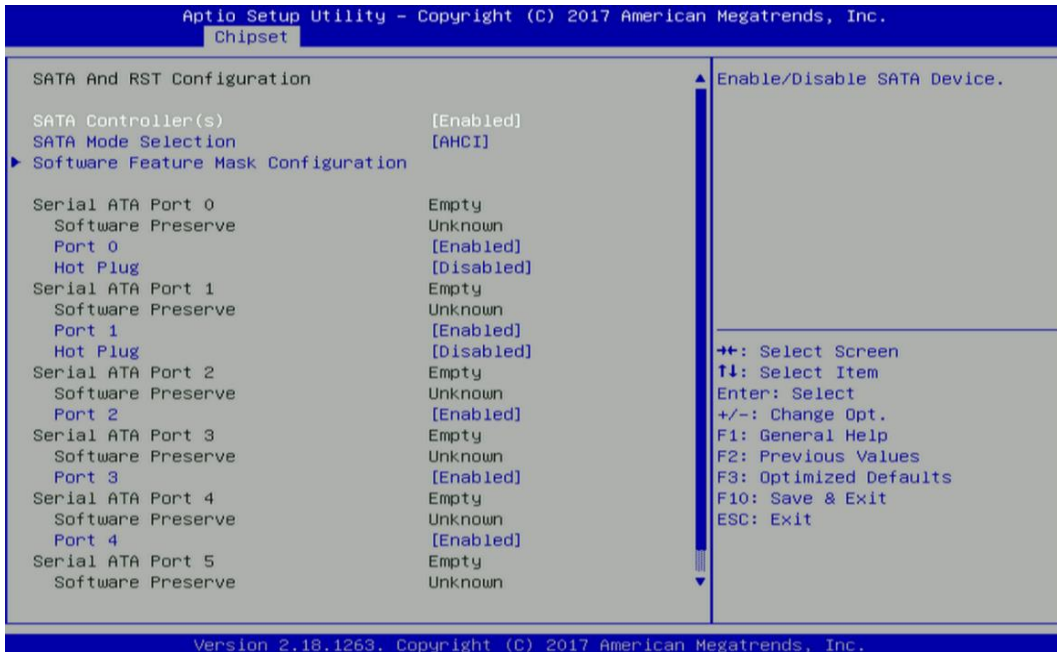 Aptio Setup Utility – Copyright (C) 2017 American Megatrends, Inc.
Chipset
SATA And RST Configuration
SATA Controller(s) [Enabled]
SATA Mode Selection [AHCI]
Software Feature Mask Configuration
Serial ATA Port 0 Empty
Software Preserve Unknown
Port 0 [Enabled]
Hot Plug [Disabled]
Serial ATA Port 1 Empty
Software Preserve Unknown
Port 1 [Enabled]
Hot Plug [Disabled]
Serial ATA Port 2 Empty
Software Preserve Unknown
Port 2 [Enabled]
Serial ATA Port 3 Empty
Software Preserve Unknown
Port 3 [Enabled]
Serial ATA Port 4 Empty
Software Preserve Unknown
Port 4 [Enabled]
Serial ATA Port 5 Empty
Software Preserve Unknown
Enable/Disable SATA Device.
→←: Select Screen
↑↓: Select Item
Enter: Select
+/-: Change Opt.
F1: General Help
F2: Previous Values
F3: Optimized Defaults
F10: Save & Exit
ESC: Exit
Version 2.18.1263. Copyright (C) 2017 American Megatrends, Inc.